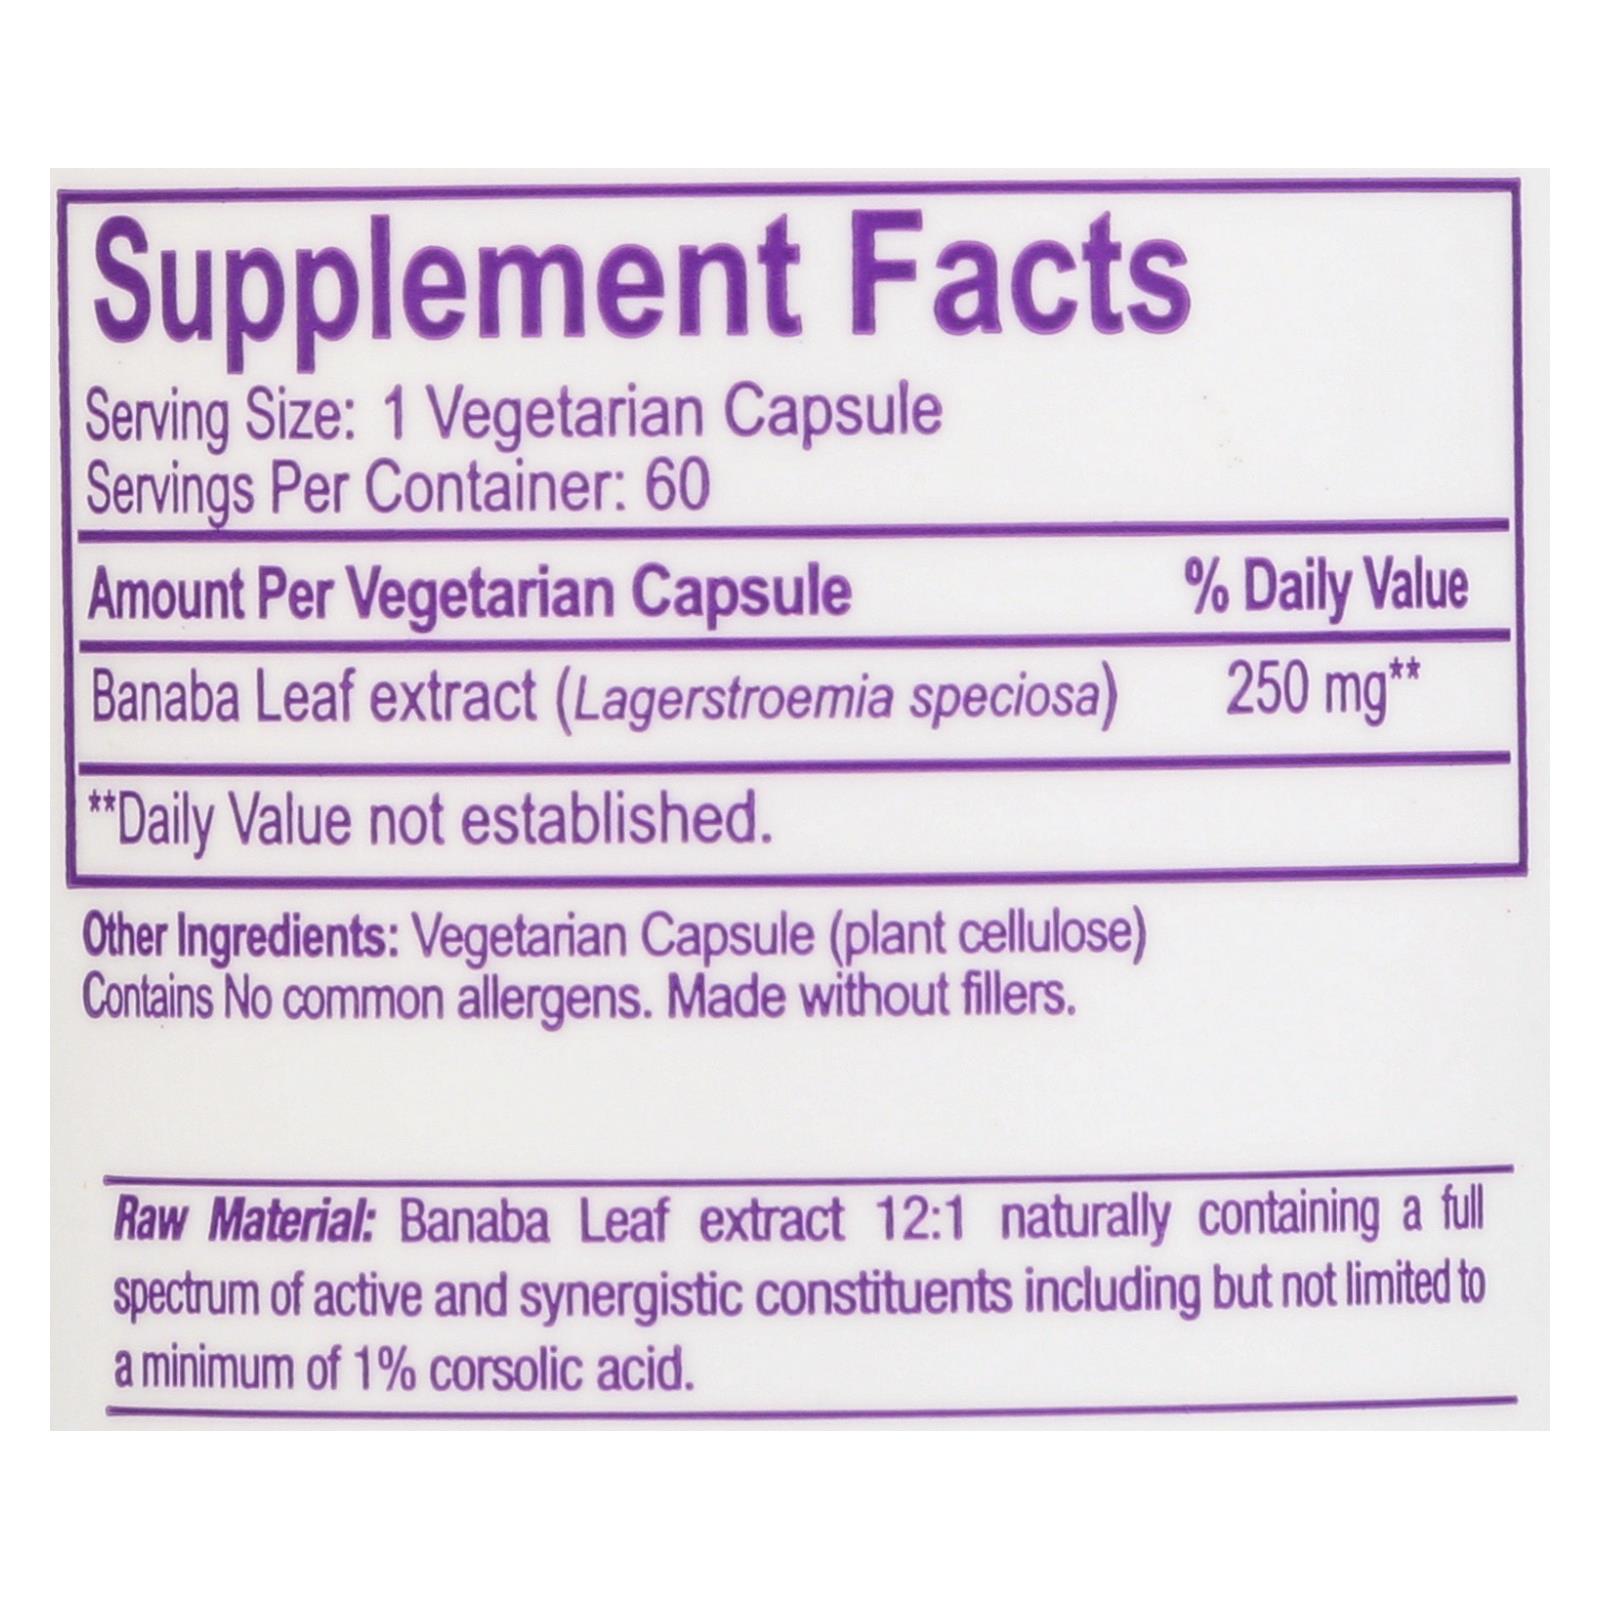 Supplement Facts
Serving Size: 1 Vegetarian Capsule
Servings Per Container: 60
Amount Per Vegetarian Capsule % Daily Value
Banaba Leaf extract (Lagerstroemia speciosa) 250 mg**
**Daily Value not established.
Other Ingredients: Vegetarian Capsule (plant cellulose)
Contains No common allergens. Made without fillers.
Raw Material: Banaba Leaf extract 12:1 naturally containing a full
spectrum of active and synergistic constituents including but not limited to
a minimum of 1% corsolic acid.